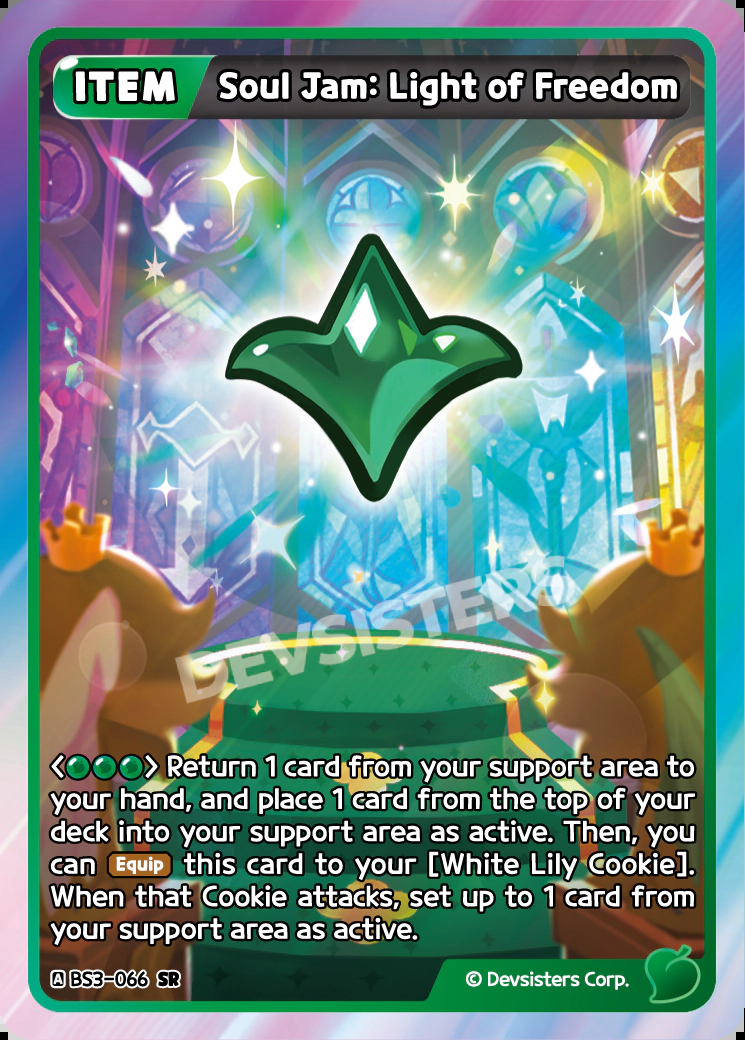 ITEM Soul Jam: Light of Freedom
DEVSISTERS
<●●●> Return 1 card from your support area to
your hand, and place 1 card from the top of your
deck into your support area as active. Then, you
can Equip this card to your [White Lily Cookie].
When that Cookie attacks, set up to 1 card from
your support area as active.
A BS3-066 SR © Devsisters Corp.